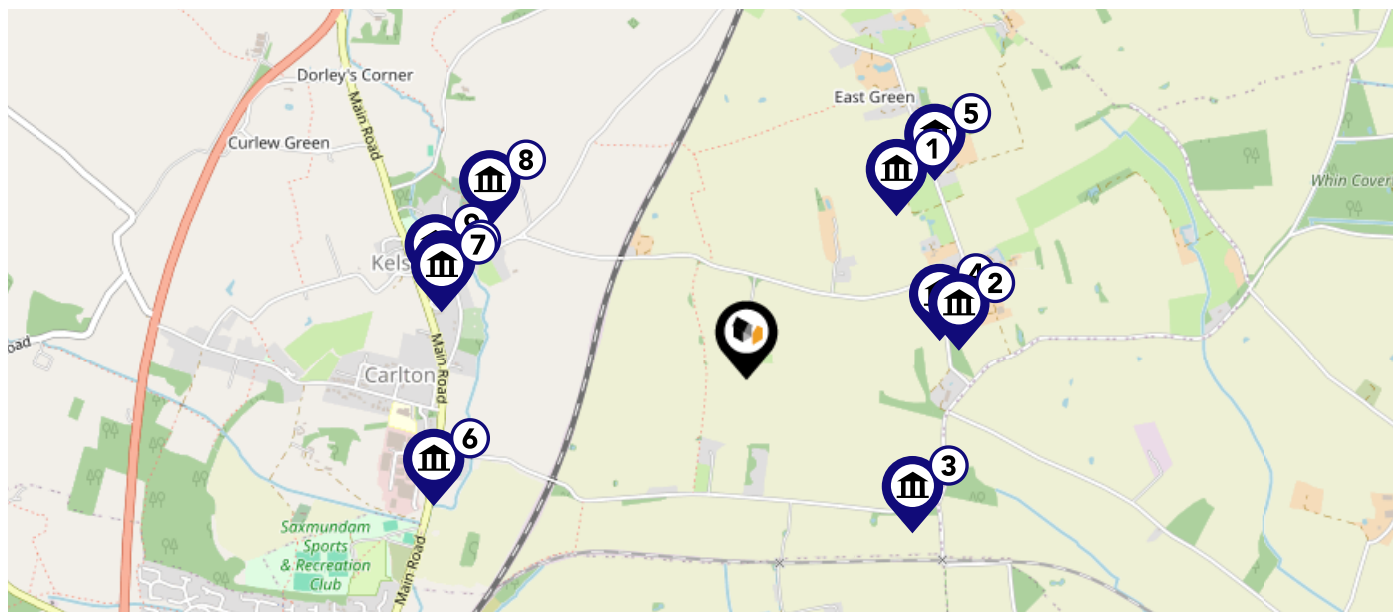 Dorley's Corner
Main Road
East Green
5
Curlew Green
1
8
Whin Cover
9
7
Kels
4
2
oad
Main Road
Carlton
6
3
Saxmundam
Sports
& Recreation
Club
Main Road